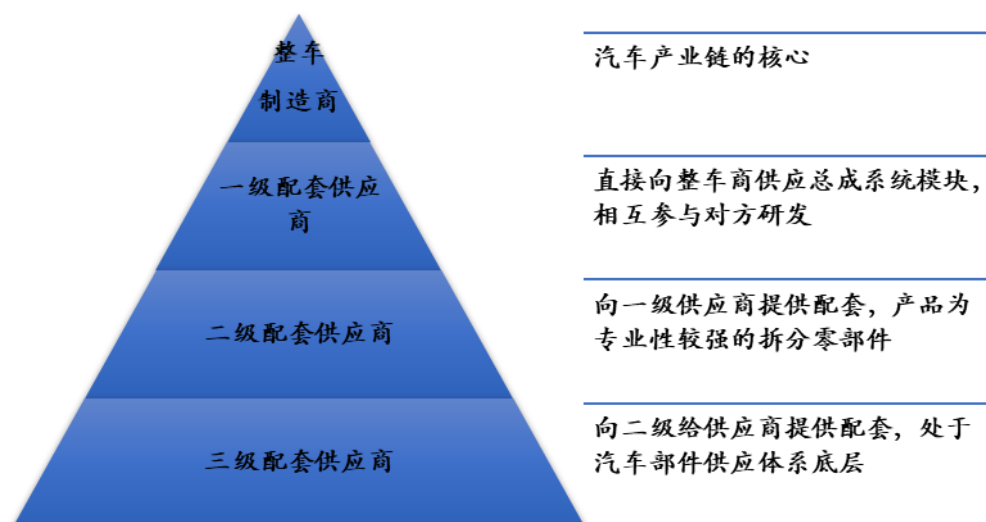 整车
制造商
汽车产业链的核心
一级配套供应
商
直接向整车商供应总成系统模块，
相互参与对方研发
二级配套供应商
向一级供应商提供配套，产品为
专业性较强的拆分零部件
三级配套供应商
向二级给供应商提供配套，处于
汽车部件供应体系底层